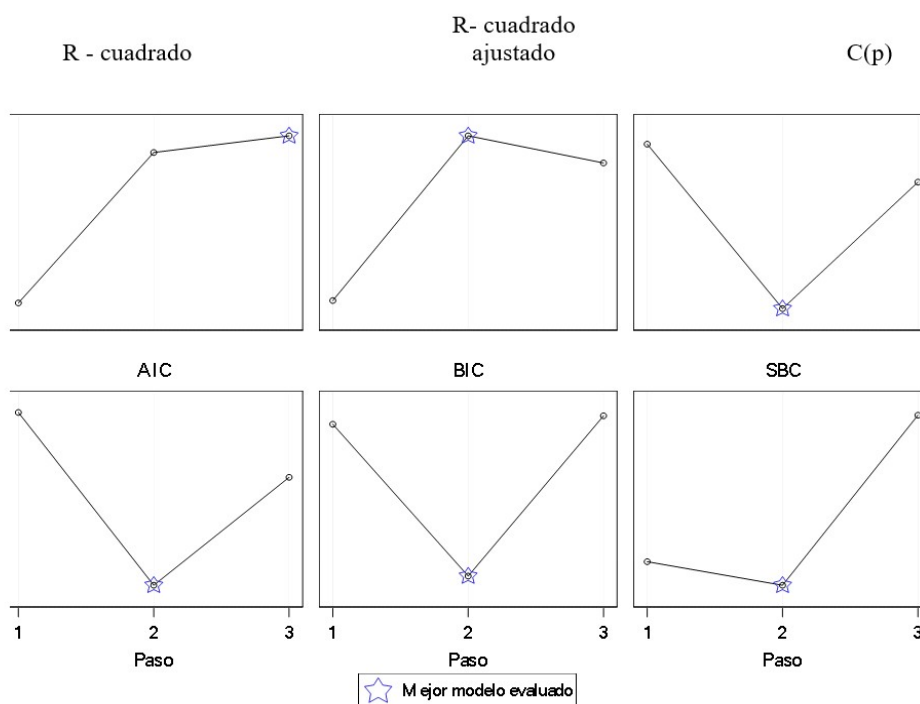 R - cuadrado
R- cuadrado
ajustado
C(p)
AIC
BIC
SBC
1 2 3
1 2 3
1 2 3
Paso
Paso
Paso
Mejor modelo evaluado